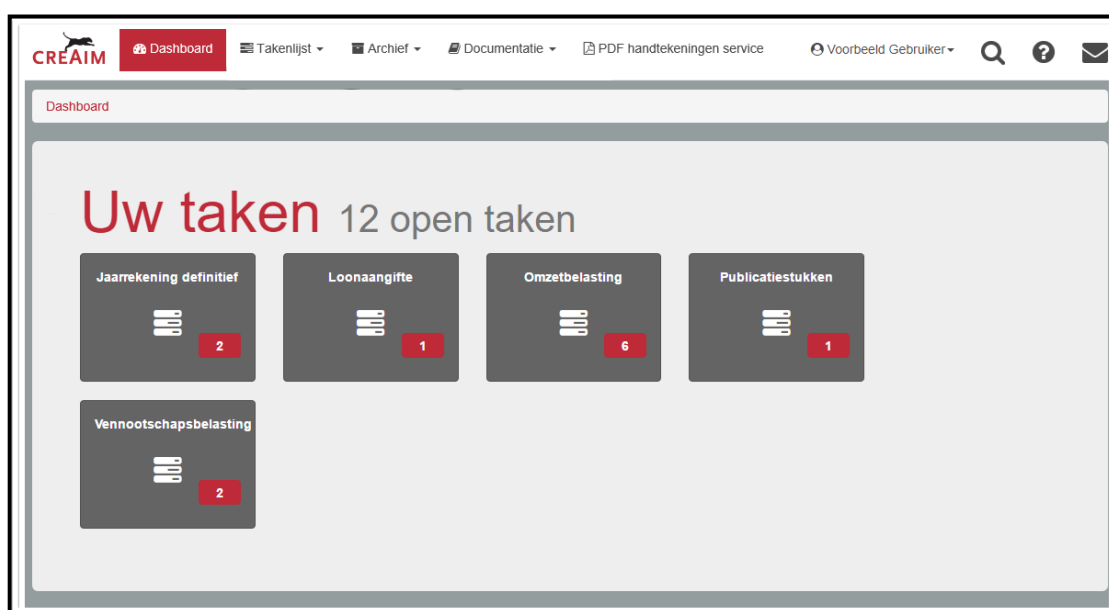 CREAIM Dashboard Takenlijst Archief Documentatie PDF handtekeningen service Voorbeeld Gebruiker
Dashboard
Uw taken 12 open taken
Jaarrekening definitief Loonaangifte Omzetbelasting Publicatiestukken
2 1 6 1
Vennootschapsbelasting
2